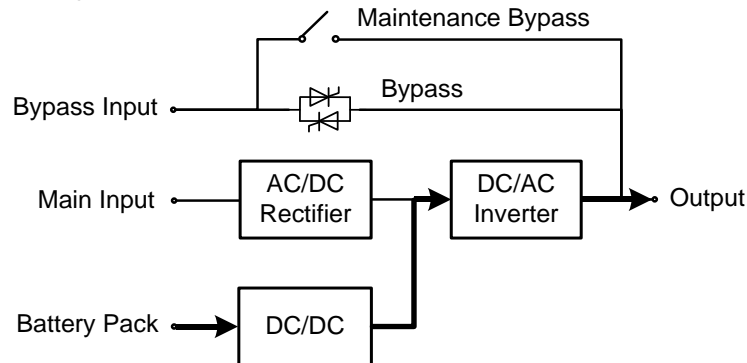 Maintenance Bypass
Bypass Input
Bypass
Main Input
AC/DC
Rectifier
DC/AC
Inverter
Output
Battery Pack
DC/DC